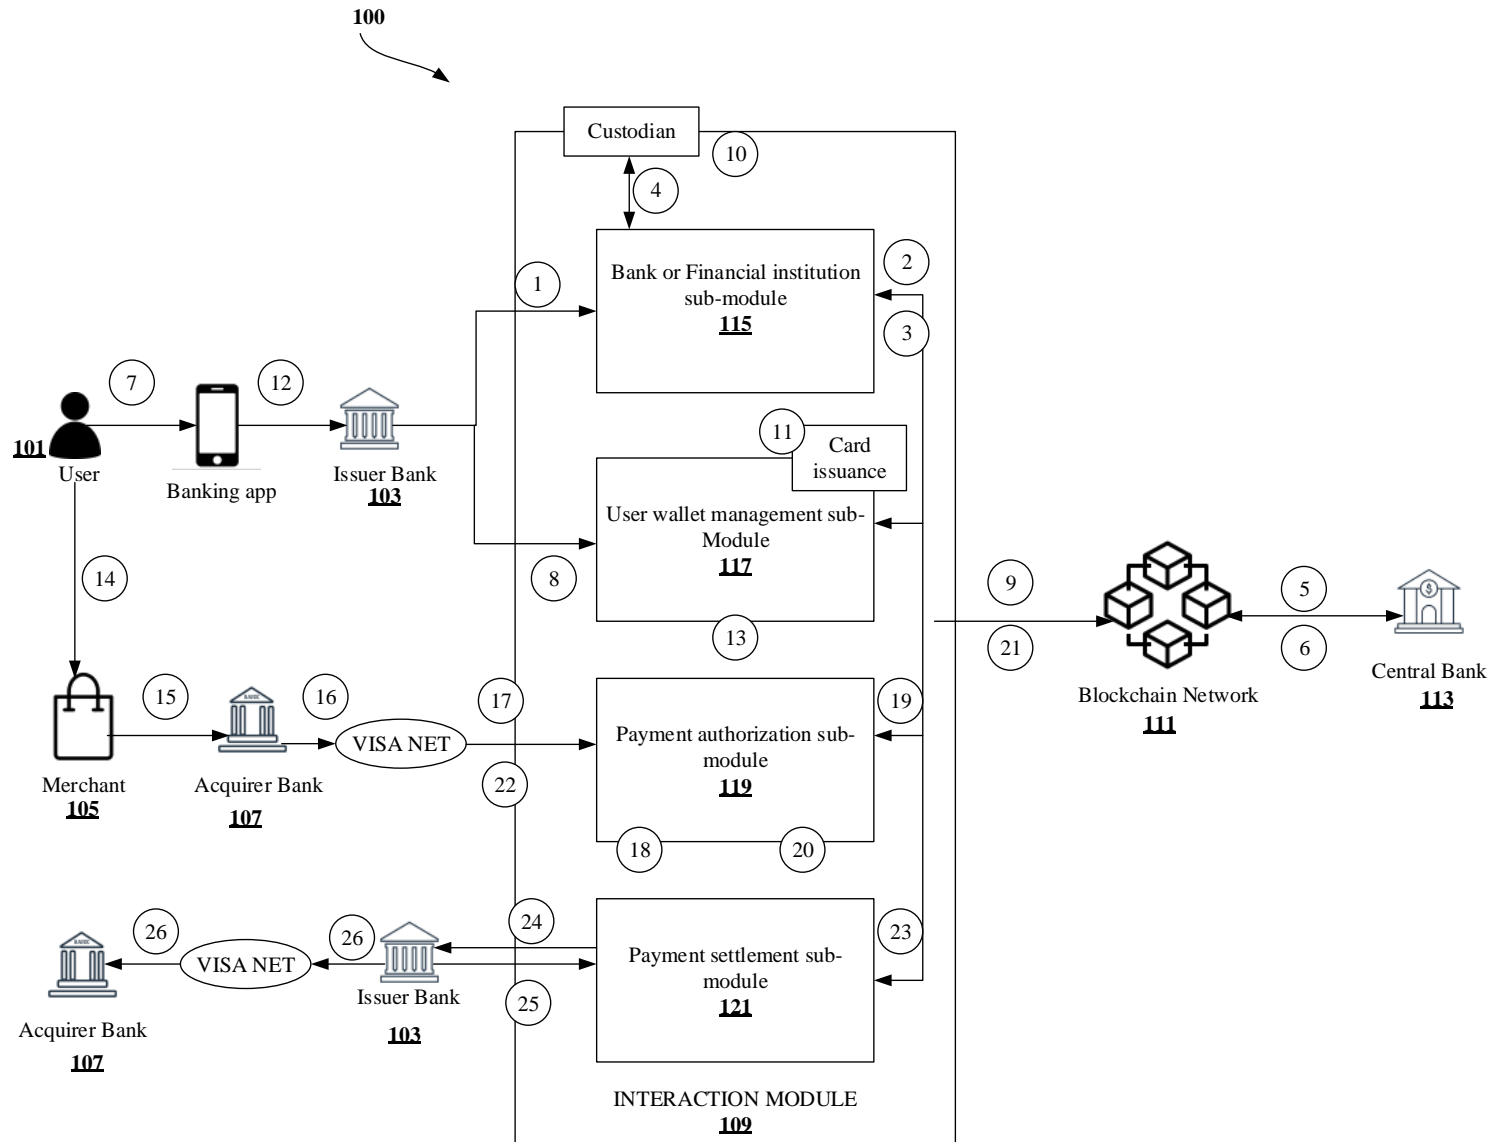 100
Custodian
10
4
2
Bank or Financial institution
sub-module
115
1
3
7
12
101
User
Banking app
Issuer Bank
103
11
Card
issuance
User wallet management sub-
Module
117
8
13
14
9
21
5
6
Blockchain Network
111
Central Bank
113
15
16
17
19
VISA NET
Payment authorization sub-
module
119
22
Merchant
105
Acquirer Bank
107
18
20
26
26
24
23
VISA NET
Payment settlement sub-
module
121
25
Issuer Bank
103
Acquirer Bank
107
INTERACTION MODULE
109